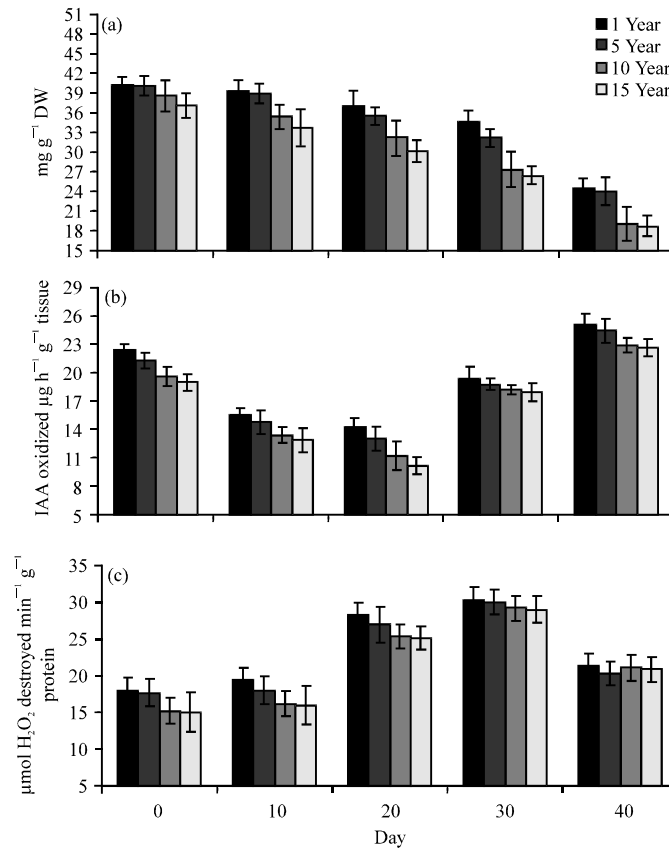 (a)
1 Year
5 Year
10 Year
15 Year
mg g⁻¹ DW
51
48
45
42
39
36
33
30
27
24
21
18
15
(b)
IAA oxidized µg h⁻¹ g⁻¹ tissue
29
26
23
20
17
14
11
5
(c)
µmol H₂O₂ destroyed min⁻¹ g⁻¹
protein
35
30
25
20
15
10
5
0
10
20
30
40
Day